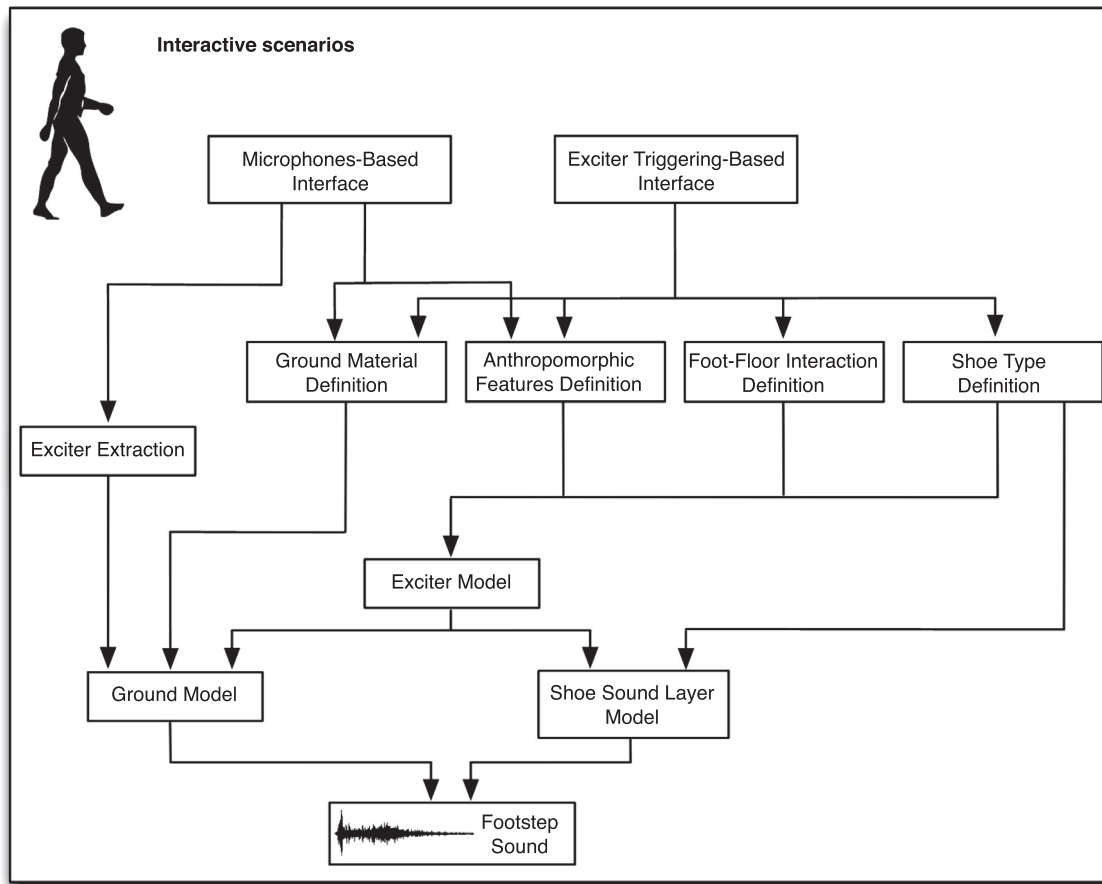 Interactive scenarios
Microphones-Based
Interface
Exciter Triggering-Based
Interface
Ground Material
Definition
Anthropomorphic
Features Definition
Foot-Floor Interaction
Definition
Shoe Type
Definition
Exciter Extraction
Exciter Model
Ground Model
Shoe Sound Layer
Model
Footstep
Sound